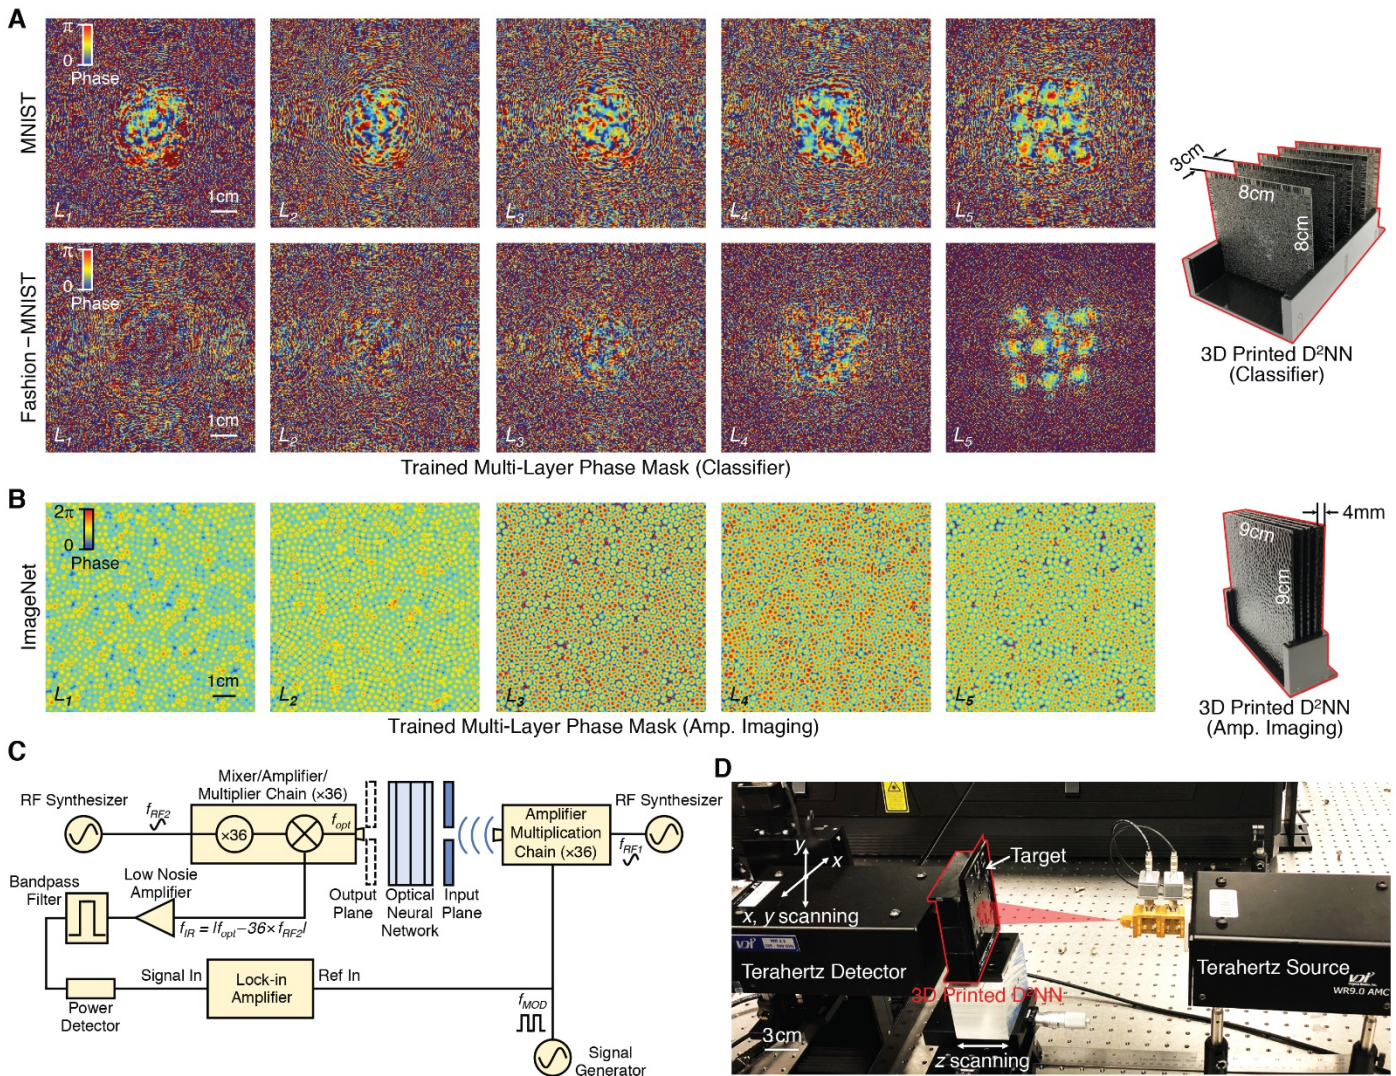 A
π
0
Phase
MNIST
1cm
L1
L2
L3
L4
L5
3cm
8cm
8cm
3D Printed D²NN
(Classifier)
π
0
Phase
Fashion-MNIST
1cm
L1
L2
L3
L4
L5
Trained Multi-Layer Phase Mask (Classifier)
B
2π
0
Phase
ImageNet
1cm
L1
L2
L3
L4
L5
4mm
9cm
9cm
3D Printed D²NN
(Amp. Imaging)
Trained Multi-Layer Phase Mask (Amp. Imaging)
C
RF Synthesizer
fRF2
Mixer/Amplifier/
Multiplier Chain (×36)
×36
fopt
Output
Plane
Optical
Neural
Network
Input
Plane
Amplifier
Multiplication
Chain (×36)
RF Synthesizer
fRF1
Bandpass
Filter
Low Nosie
Amplifier
fIR = |fopt−36×fRF2|
Signal In
Lock-in
Amplifier
Ref In
Power
Detector
fMOD
Signal
Generator
D
y
x
x, y scanning
Target
Terahertz Detector
3D Printed D²NN
Terahertz Source
WR9.0 AMC
3cm
z scanning